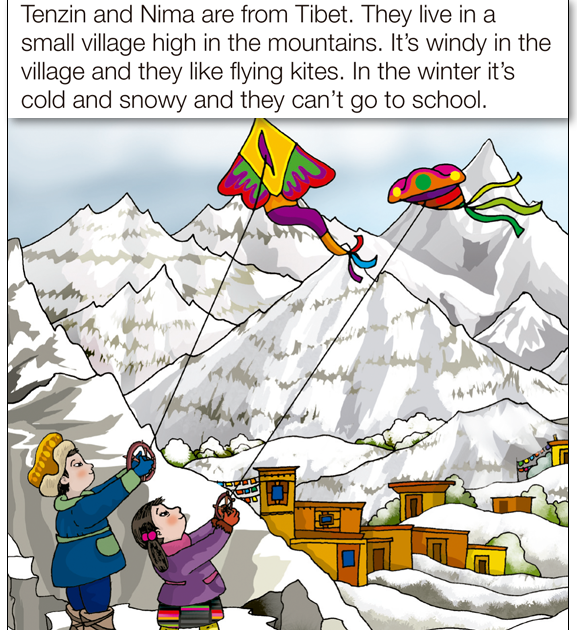 Tenzin and Nima are from Tibet. They live in a
small village high in the mountains. It’s windy in the
village and they like flying kites. In the winter it’s
cold and snowy and they can’t go to school.